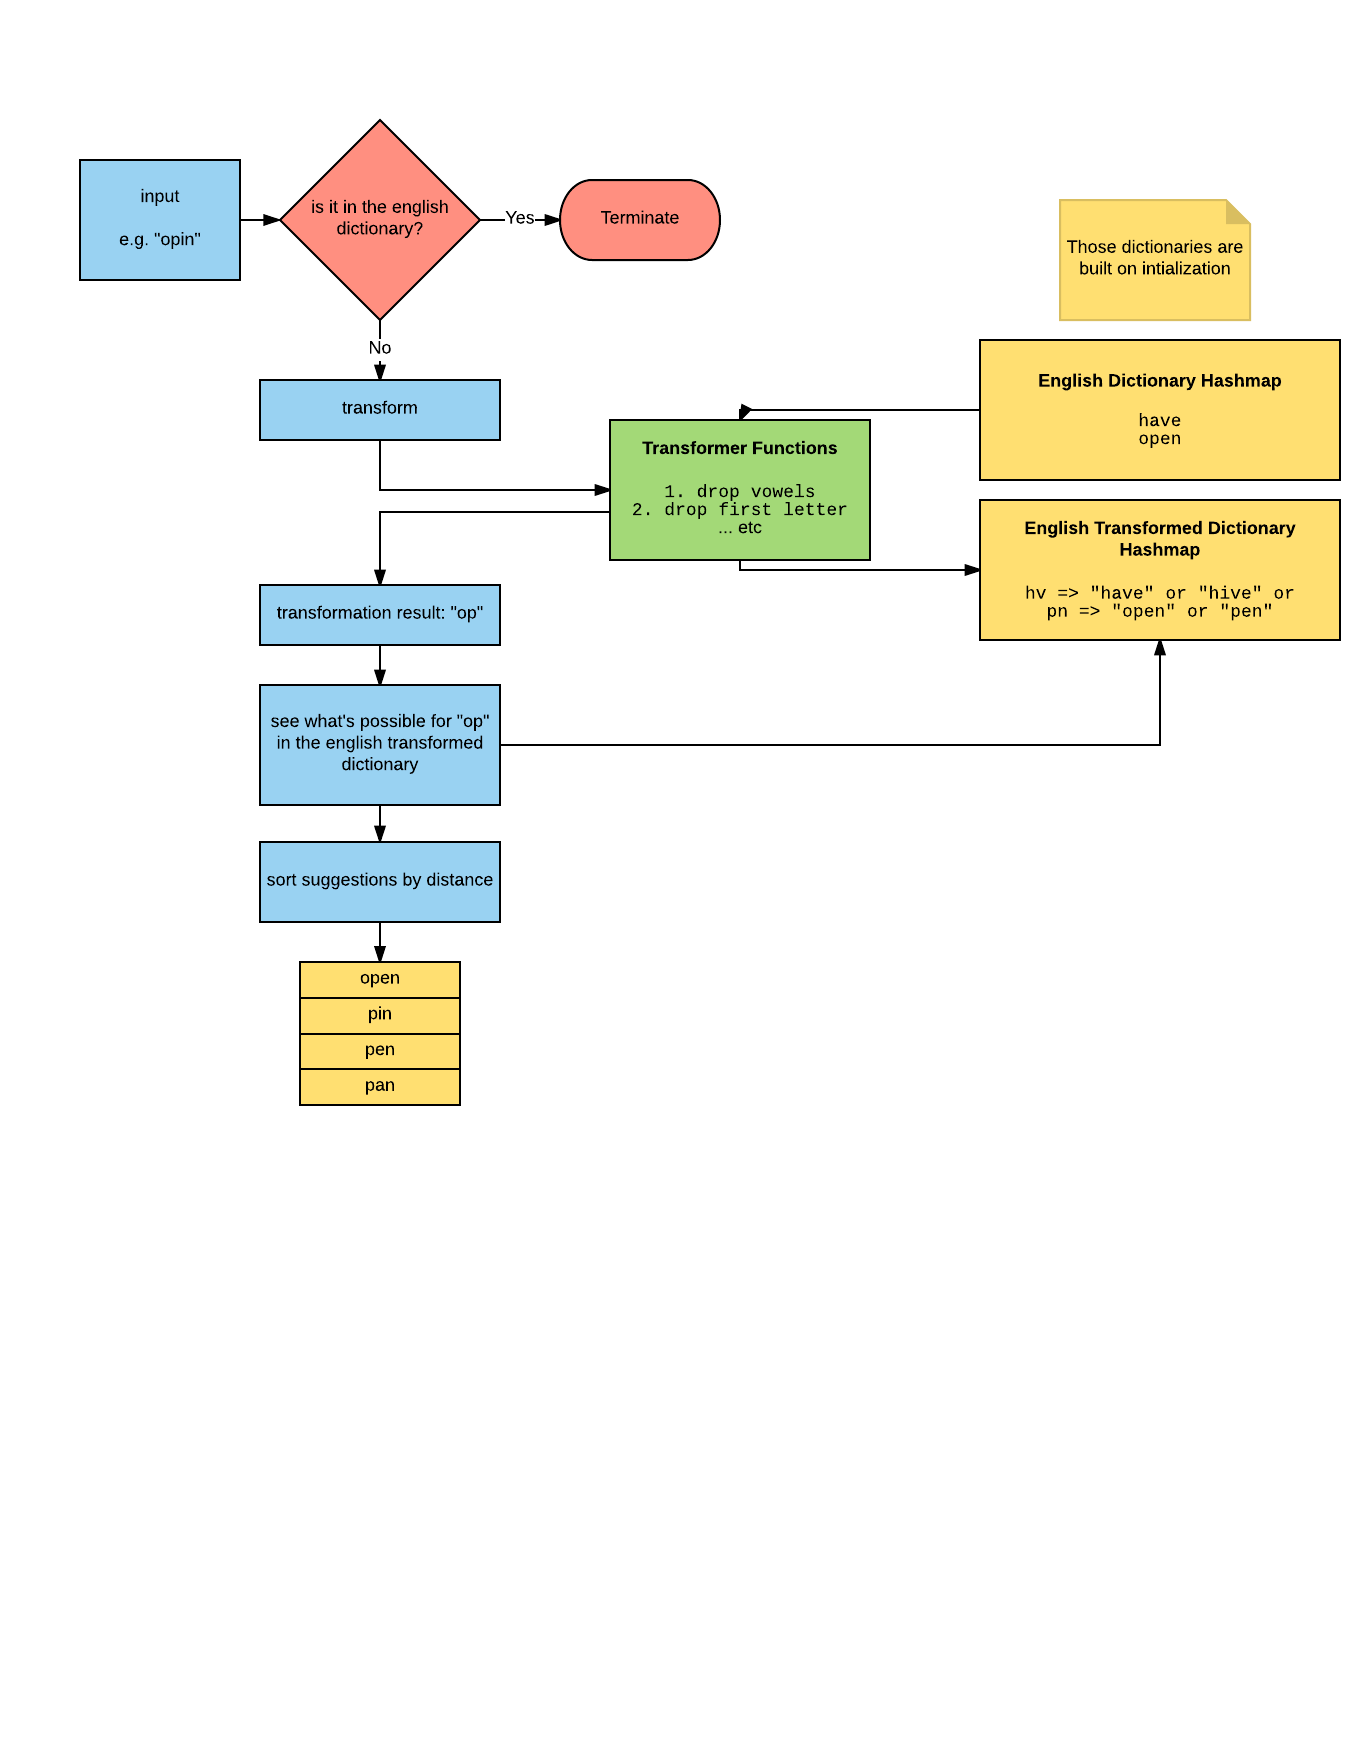 input
e.g. "opin"
is it in the english
dictionary?
Yes
Terminate
Those dictionaries are
built on intialization
No
transform
English Dictionary Hashmap
have
open
Transformer Functions
1. drop vowels
2. drop first letter
... etc
English Transformed Dictionary
Hashmap
hv => "have" or "hive" or
pn => "open" or "pen"
transformation result: "op"
see what's possible for "op"
in the english transformed
dictionary
sort suggestions by distance
open
pin
pen
pan